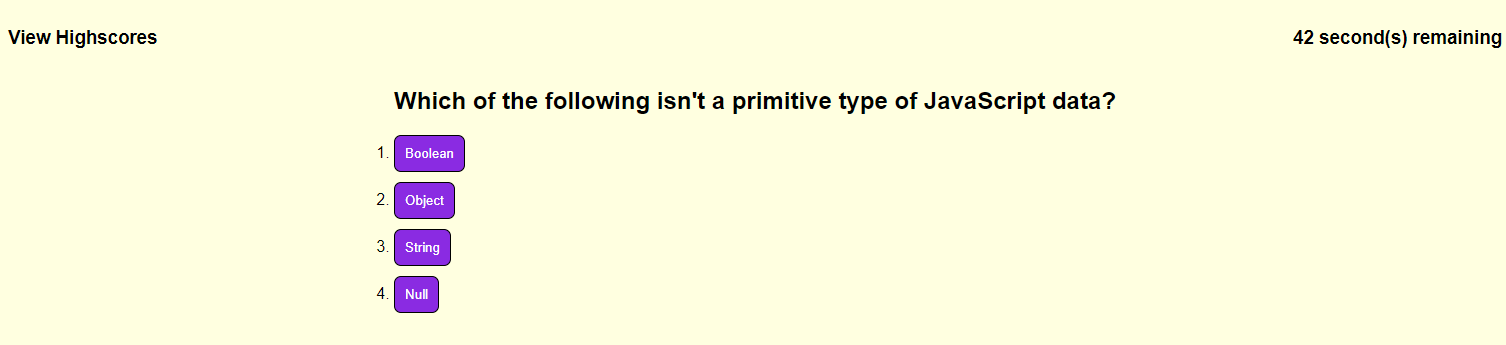 View Highscores
42 second(s) remaining
Which of the following isn't a primitive type of JavaScript data?
1. Boolean
2. Object
3. String
4. Null